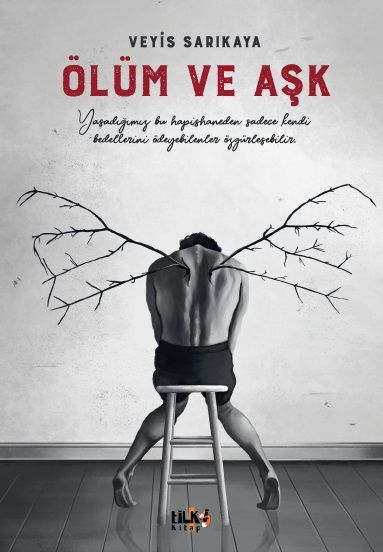 VEYİS SARIKAYA
ÖLÜM VE AŞK
Yaşadığımız bu hapishaneden sadece kendi
bedellerini ödeyebilenler özgürleşebilir.
tiLKi
Kitap